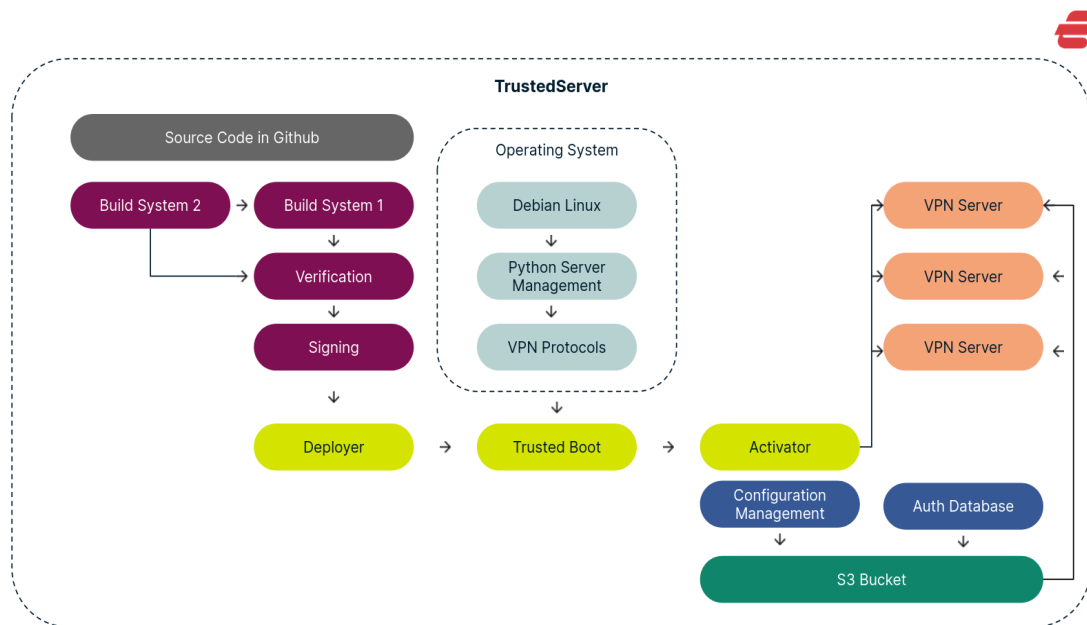 TrustedServer
Source Code in Github
Operating System
Build System 2
Build System 1
Debian Linux
VPN Server
Verification
Python Server
Management
VPN Server
Signing
VPN Protocols
VPN Server
Deployer
Trusted Boot
Activator
Configuration
Management
Auth Database
S3 Bucket